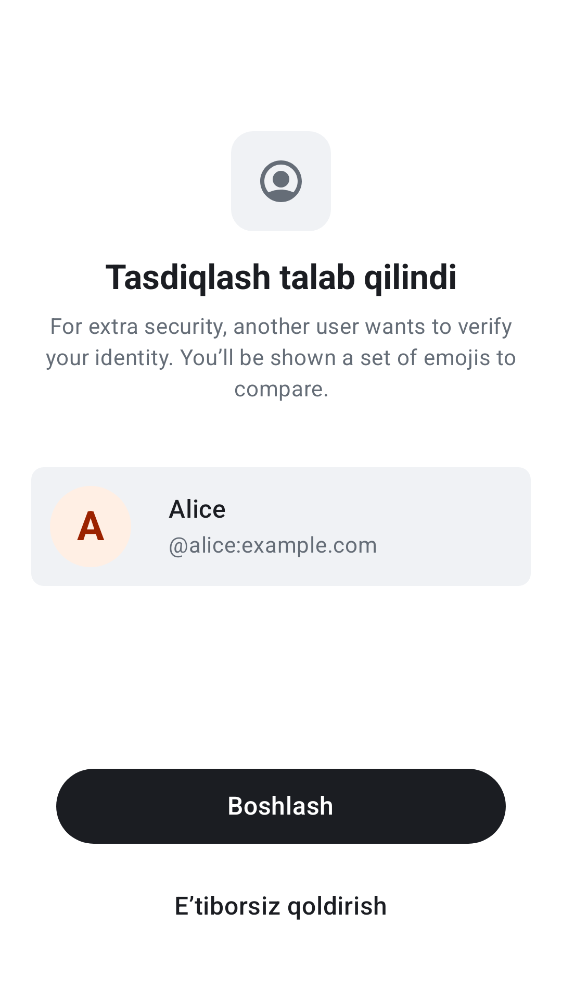 Tasdiqlash talab qilindi
For extra security, another user wants to verify
your identity. You’ll be shown a set of emojis to
compare.
A
Alice
@alice:example.com
Boshlash
E’tiborsiz qoldirish